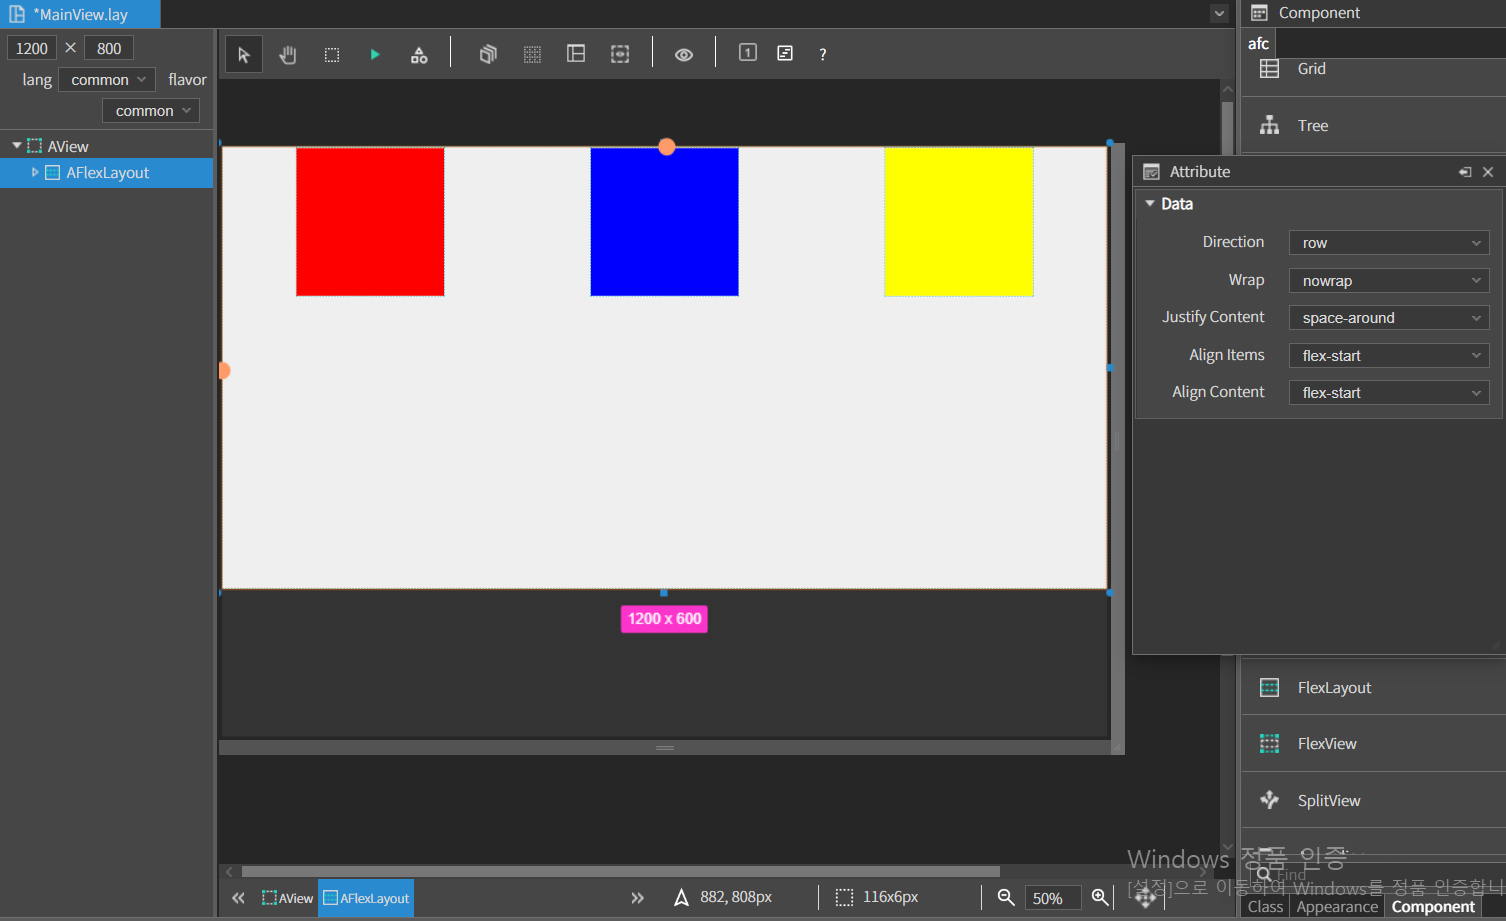 *MainView.lay
1200 × 800
lang common flavor
common
AView
AFlexLayout
1
?
1200 x 600
Component
afc
Grid
Tree
Attribute
Data
Direction row
Wrap nowrap
Justify Content space-around
Align Items flex-start
Align Content flex-start
FlexLayout
FlexView
SplitView
Windows 정품 인증
Find
[설정]으로 이동하여 Windows를 정품 인증합니
Class Appearance Component
AView AFlexLayout 882, 808px 116x6px 50%